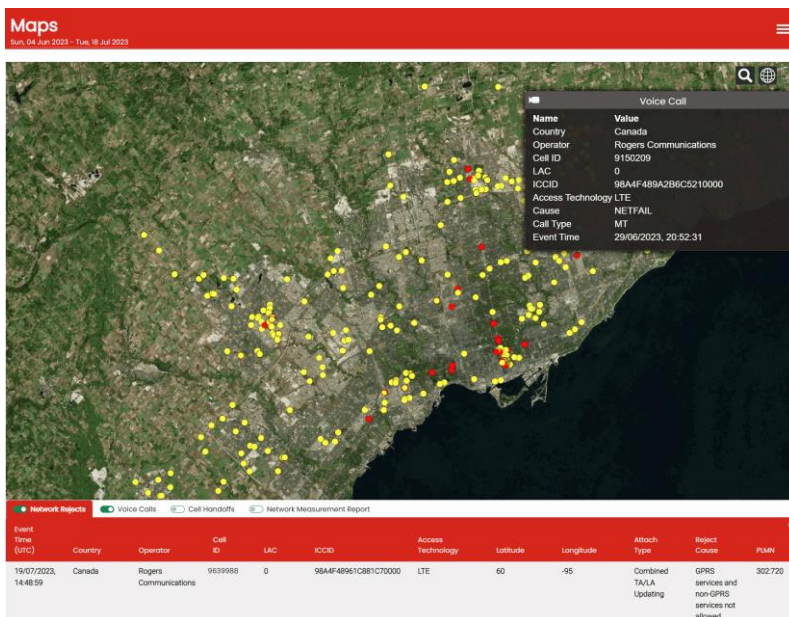 Maps
Sun, 04 Jun 2023 - Tue, 18 Jul 2023
Voice Call
Name Value
Country Canada
Operator Rogers Communications
Cell ID 9150209
LAC 0
ICCID 98A4F489A2B6C5210000
Access Technology LTE
Cause NETFAIL
Call Type MT
Event Time 29/06/2023, 20:52:31
Network Rejects Voice Calls Cell Handoffs Network Measurement Report
Event
Time Cell Access Attach Reject
(UTC) Country Operator ID LAC ICCID Technology Latitude Longitude Type Cause PLMN
19/07/2023, Canada Rogers 9639988 0 98A4F48961C881C70000 LTE 60 -95 Combined GPRS 302720
14:48:59 Communications TA/LA services and
Updating non-GPRS
services not
allowed